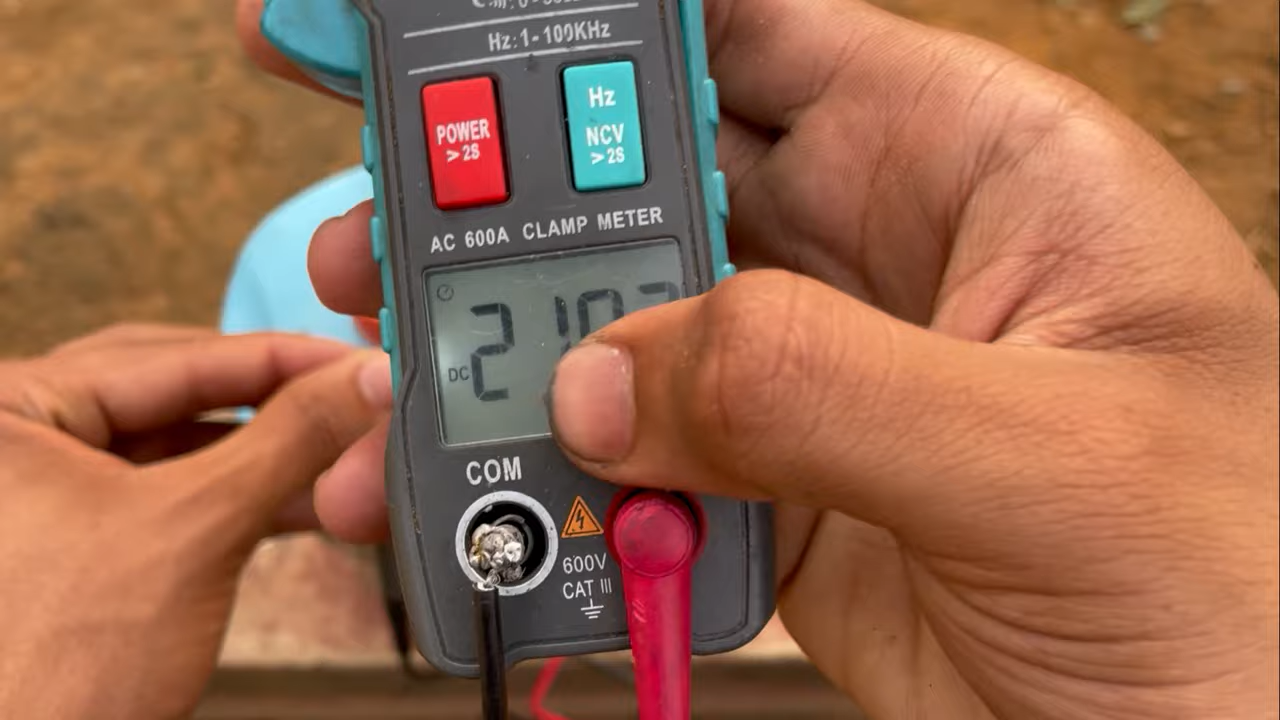 Hz:1-100KHz
POWER
>2S
Hz
NCV
>2S
AC 600A CLAMP METER
DC
COM
600V
CAT III